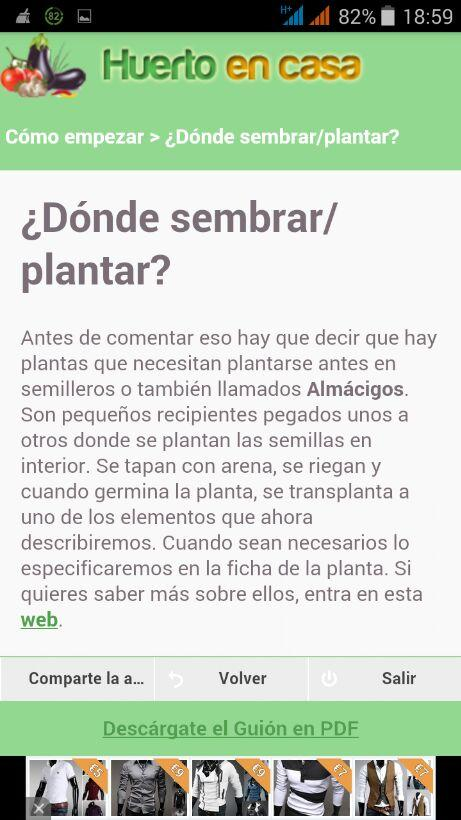 82
H+
82%
18:59
Huerto en casa
Cómo empezar > ¿Dónde sembrar/plantar?
¿Dónde sembrar/
plantar?
Antes de comentar eso hay que decir que hay
plantas que necesitan plantarse antes en
semilleros o también llamados Almácigos.
Son pequeños recipientes pegados unos a
otros donde se plantan las semillas en
interior. Se tapan con arena, se riegan y
cuando germina la planta, se transplanta a
uno de los elementos que ahora
describiremos. Cuando sean necesarios lo
especificaremos en la ficha de la planta. Si
quieres saber más sobre ellos, entra en esta
web.
Comparte la a...
Volver
Salir
Descárgate el Guión en PDF
€5
€9
€9
€7
€7